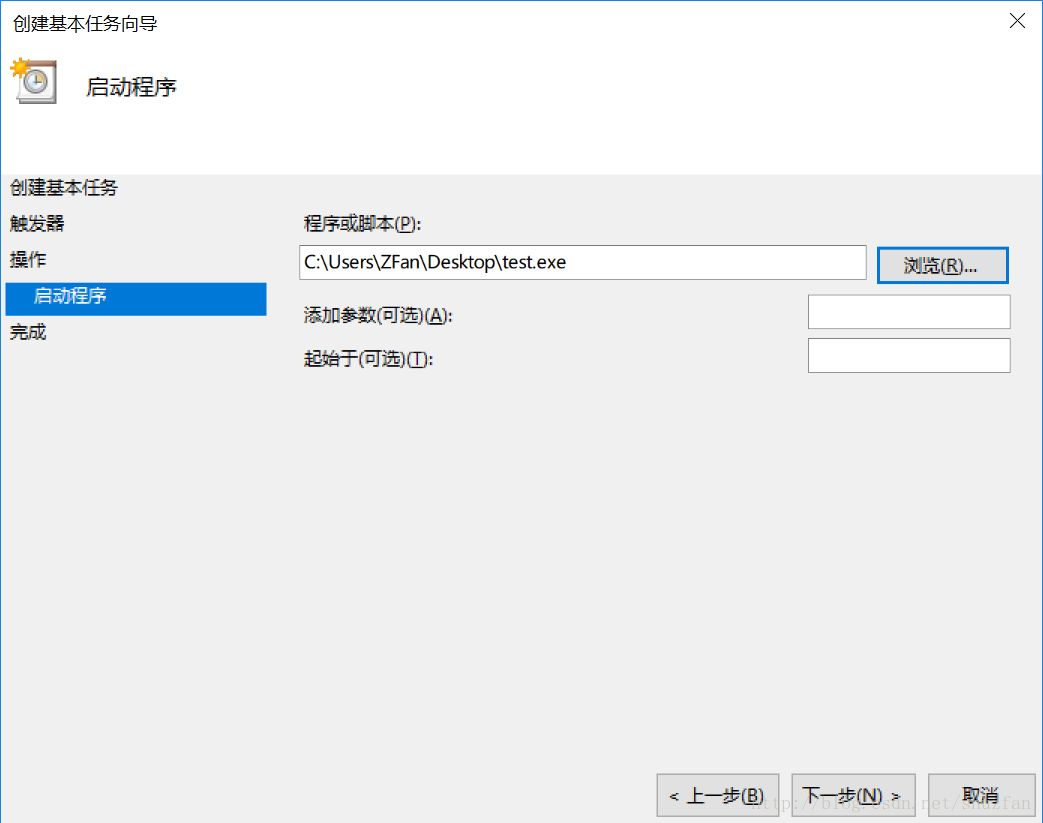 创建基本任务向导
启动程序
创建基本任务
触发器
操作
启动程序
完成
程序或脚本(P):
C:\Users\ZFan\Desktop\test.exe
浏览(R)...
添加参数(可选)(A):
起始于(可选)(T):
< 上一步(B)
下一步(N) >
取消
http://blog.csdn.net/shuzfan